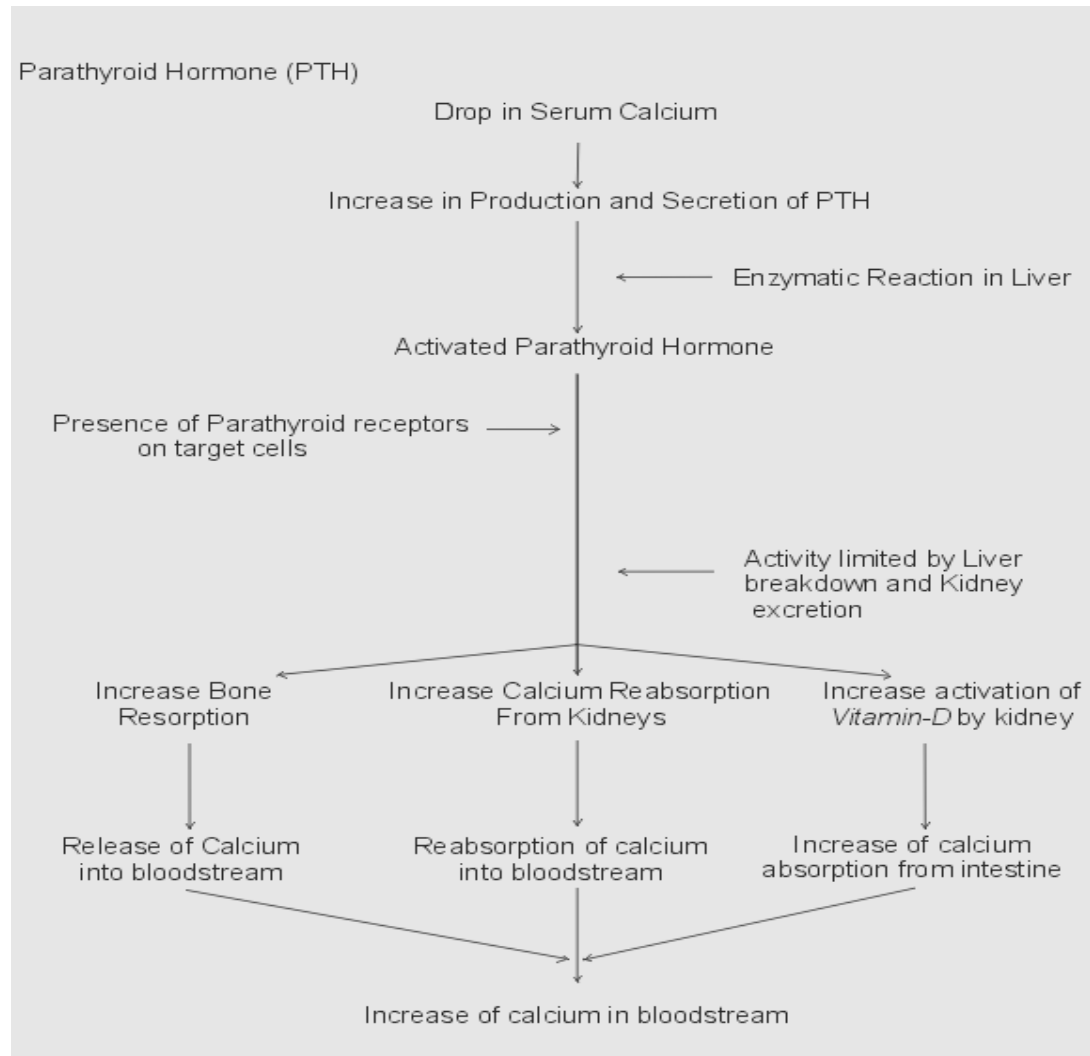 Parathyroid Hormone (PTH)
Drop in Serum Calcium
Increase in Production and Secretion of PTH
Enzymatic Reaction in Liver
Activated Parathyroid Hormone
Presence of Parathyroid receptors
on target cells
Activity limited by Liver
breakdown and Kidney
excretion
Increase Bone
Resorption
Increase Calcium Reabsorption
From Kidneys
Increase activation of
Vitamin-D by kidney
Release of Calcium
into bloodstream
Reabsorption of calcium
into bloodstream
Increase of calcium
absorption from intestine
Increase of calcium in bloodstream